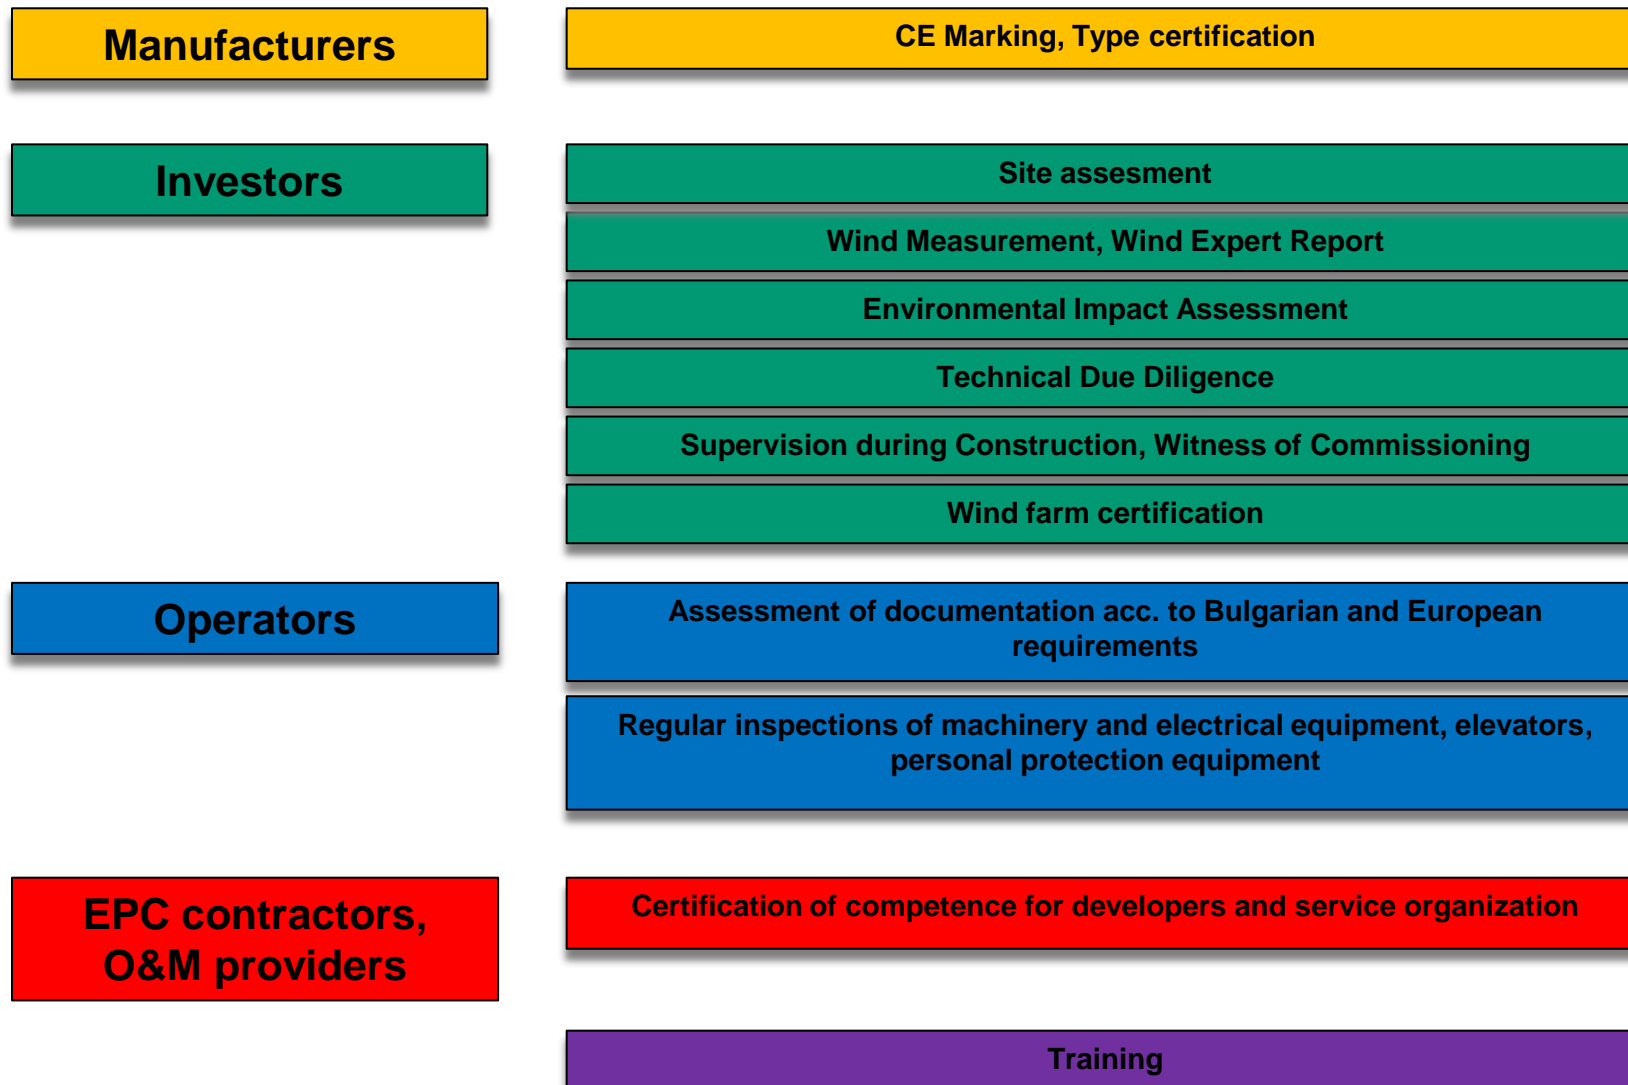 Manufacturers
CE Marking, Type certification
Investors
Site assesment
Wind Measurement, Wind Expert Report
Environmental Impact Assessment
Technical Due Diligence
Supervision during Construction, Witness of Commissioning
Wind farm certification
Operators
Assessment of documentation acc. to Bulgarian and European
requirements
Regular inspections of machinery and electrical equipment, elevators,
personal protection equipment
EPC contractors,
O&M providers
Certification of competence for developers and service organization
Training